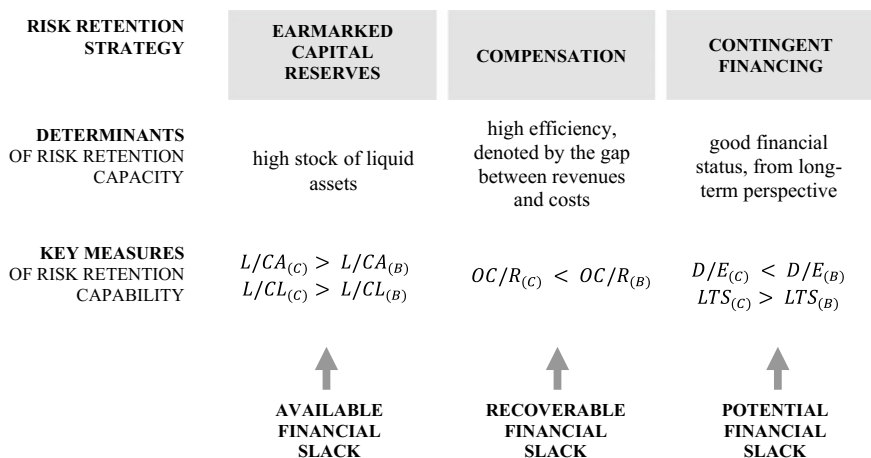 RISK RETENTION
STRATEGY
EARMARKED
CAPITAL
RESERVES
COMPENSATION
CONTINGENT
FINANCING
DETERMINANTS
OF RISK RETENTION
CAPACITY
high stock of liquid
assets
high efficiency,
denoted by the gap
between revenues
and costs
good financial
status, from long-
term perspective
KEY MEASURES
OF RISK RETENTION
CAPABILITY
L/CA(C) > L/CA(B)
L/CL(C) > L/CL(B)
OC/R(C) < OC/R(B)
D/E(C) < D/E(B)
LTS(C) > LTS(B)
AVAILABLE
FINANCIAL
SLACK
RECOVERABLE
FINANCIAL
SLACK
POTENTIAL
FINANCIAL
SLACK